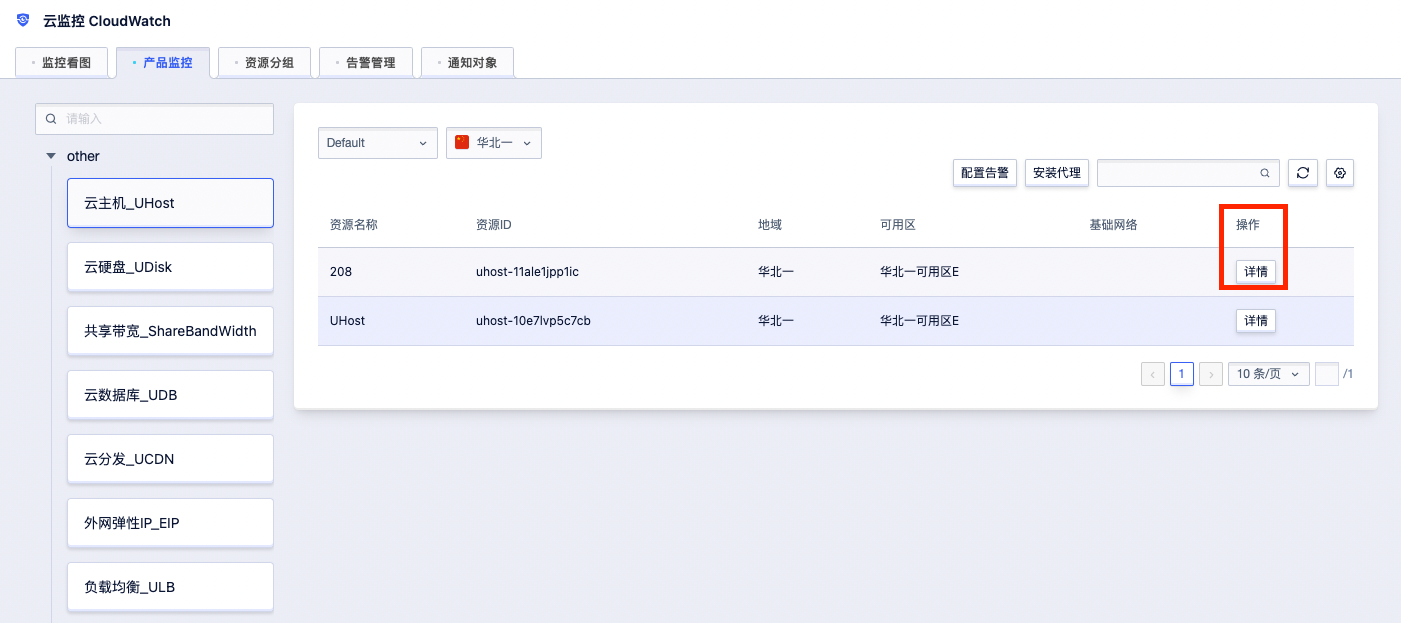 云监控 CloudWatch
监控看图 产品监控 资源分组 告警管理 通知对象
请输入
other
云主机_UHost
云硬盘_UDisk
共享带宽_ShareBandWidth
云数据库_UDB
云分发_UCDN
外网弹性IP_EIP
负载均衡_ULB
Default 华北一
配置告警 安装代理
资源名称 资源ID 地域 可用区 基础网络 操作
208 uhost-11ale1jpp1ic 华北一 华北一可用区E 详情
UHost uhost-10e7lvp5c7cb 华北一 华北一可用区E 详情
1 10 条/页 /1